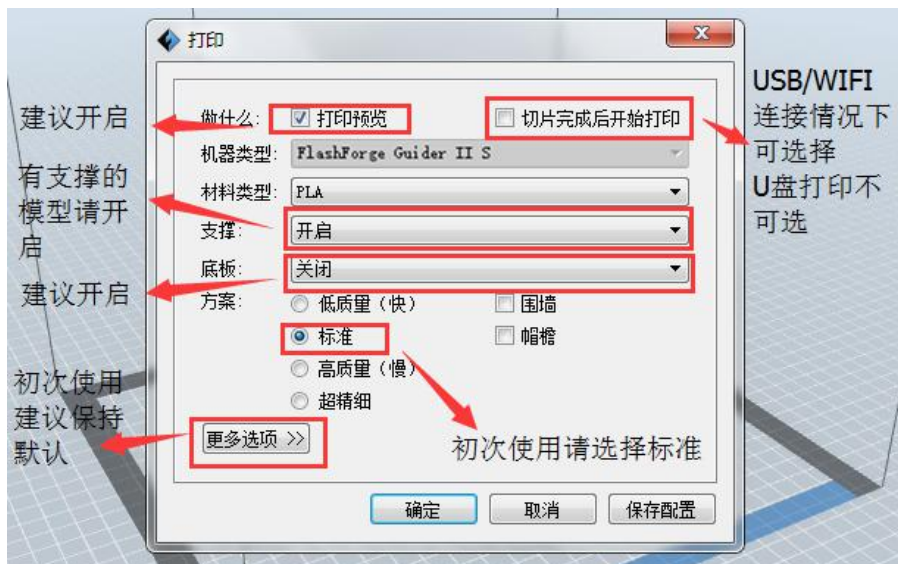 打印
做什么: 打印预览 切片完成后开始打印
机器类型: FlashForge Guider II S
材料类型: PLA
支撑: 开启
底板: 关闭
方案: 低质量（快） 围墙
标准 帽檐
高质量（慢）
超精细
更多选项 >>
确定 取消 保存配置
建议开启
有支撑的
模型请开
启
建议开启
初次使用
建议保持
默认
初次使用请选择标准
USB/WIFI
连接情况下
可选择
U盘打印不
可选